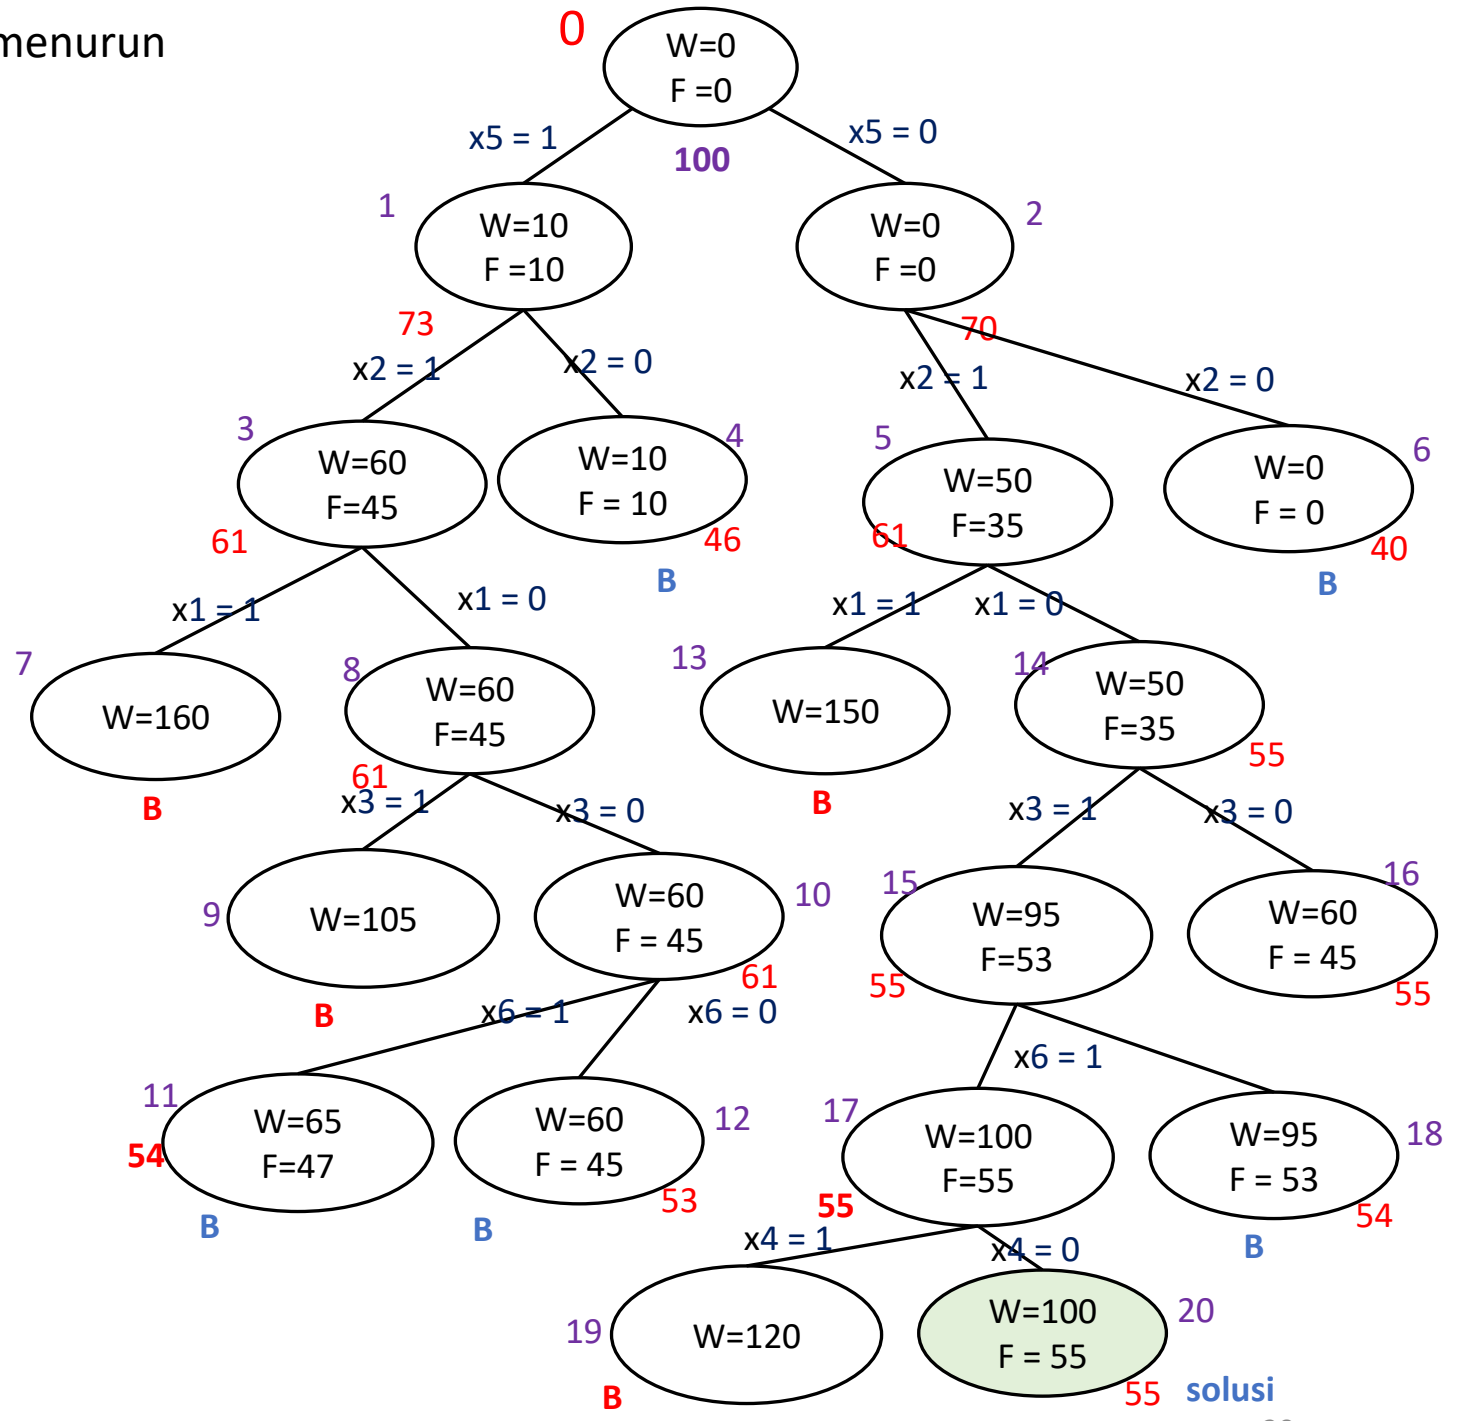 menurun
0
W=0
F =0
100
x5 = 1
x5 = 0
1
W=10
F =10
73
2
W=0
F =0
70
x2 = 1
x2 = 0
x2 = 1
x2 = 0
3
W=60
F=45
61
4
W=10
F = 10
46
B
5
W=50
F=35
61
6
W=0
F = 0
40
B
x1 = 1
x1 = 0
x1 = 1
x1 = 0
7
W=160
B
8
W=60
F=45
61
13
W=150
B
14
W=50
F=35
55
x3 = 1
x3 = 0
x3 = 1
x3 = 0
9
W=105
B
10
W=60
F = 45
61
15
W=95
F=53
55
16
W=60
F = 45
55
x6 = 1
x6 = 0
x6 = 1
11
W=65
F=47
54
B
12
W=60
F = 45
53
B
17
W=100
F=55
55
18
W=95
F = 53
54
B
x4 = 1
x4 = 0
19
W=120
B
20
W=100
F = 55
55
solusi